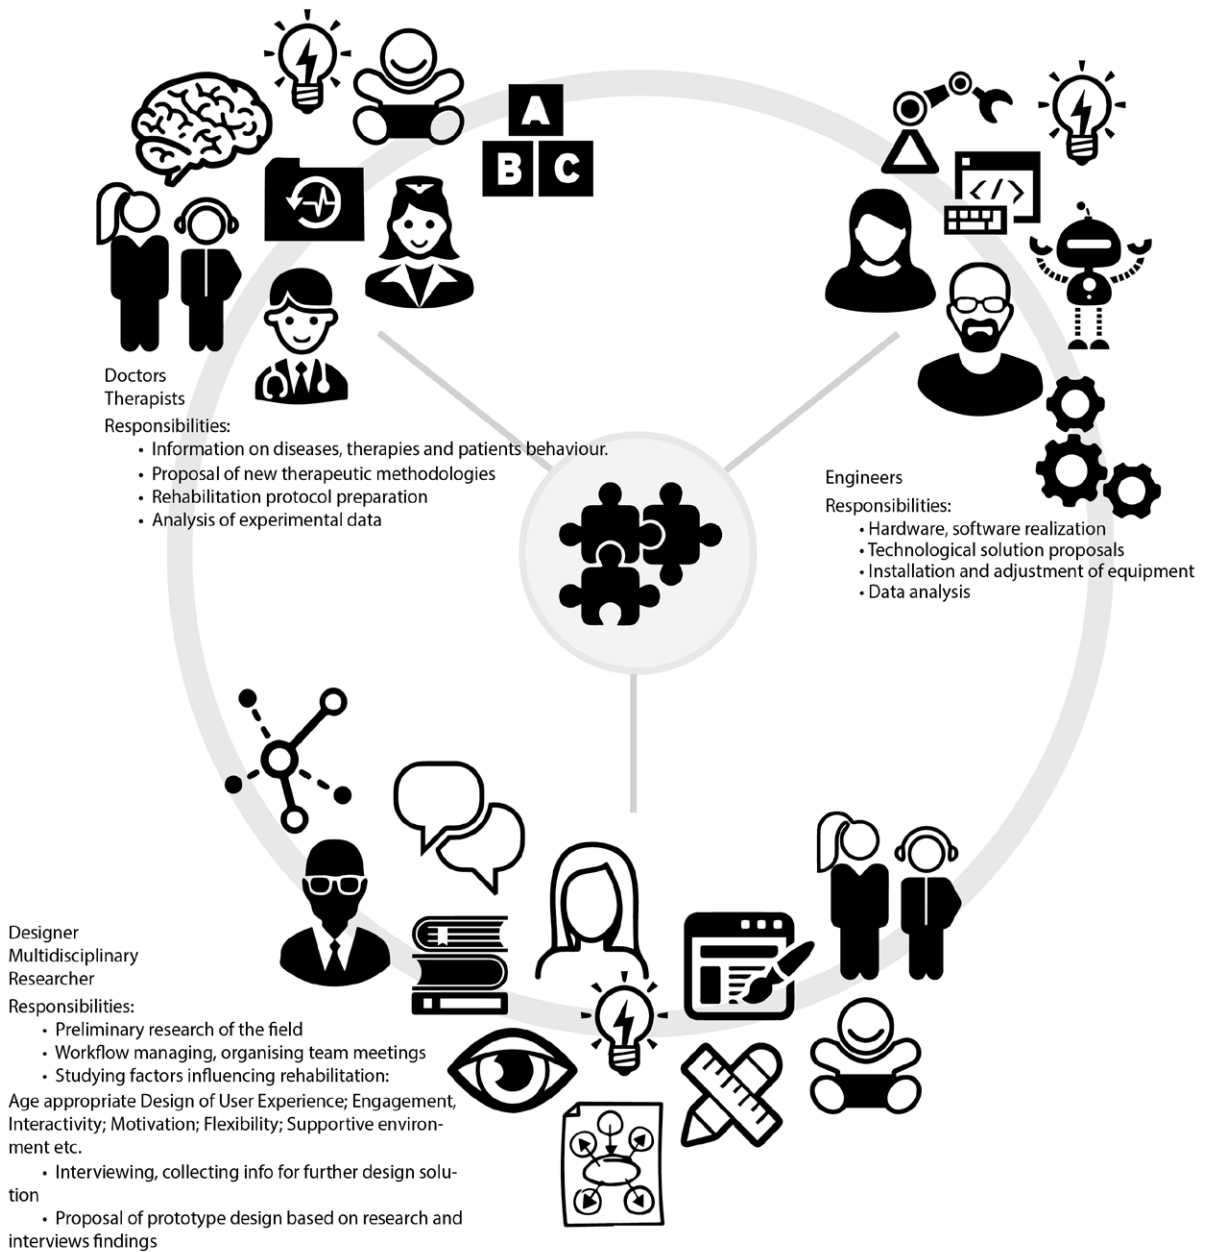 A
B C
Doctors
Therapists
Responsibilities:
• Information on diseases, therapies and patients behaviour.
• Proposal of new therapeutic methodologies
• Rehabilitation protocol preparation
• Analysis of experimental data
</>
Engineers
Responsibilities:
• Hardware, software realization
• Technological solution proposals
• Installation and adjustment of equipment
• Data analysis
Designer
Multidisciplinary
Researcher
Responsibilities:
• Preliminary research of the field
• Workflow managing, organising team meetings
• Studying factors influencing rehabilitation:
Age appropriate Design of User Experience; Engagement,
Interactivity; Motivation; Flexibility; Supportive environ-
ment etc.
• Interviewing, collecting info for further design solu-
tion
• Proposal of prototype design based on research and
interviews findings